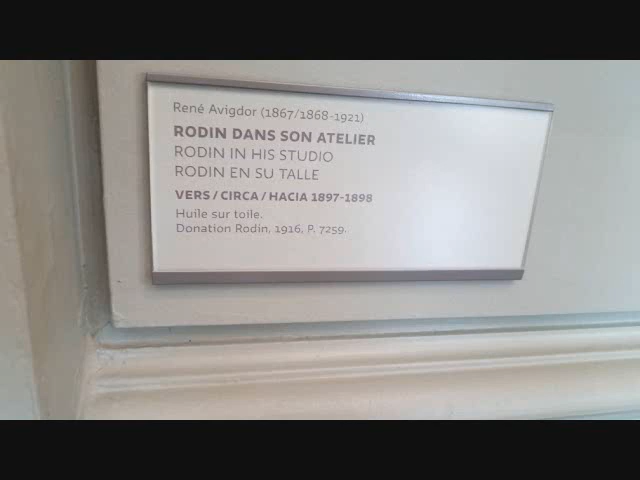 René Avigdor (1867/1868-1921)
RODIN DANS SON ATELIER
RODIN IN HIS STUDIO
RODIN EN SU TALLE
VERS / CIRCA / HACIA 1897-1898
Huile sur toile.
Donation Rodin, 1916, P. 7259.